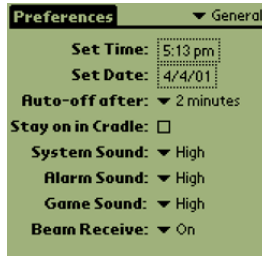 Preferences General
Set Time: 5:13 pm
Set Date: 4/4/01
Auto-off after: 2 minutes
Stay on in Cradle:
System Sound: High
Alarm Sound: High
Game Sound: High
Beam Receive: On